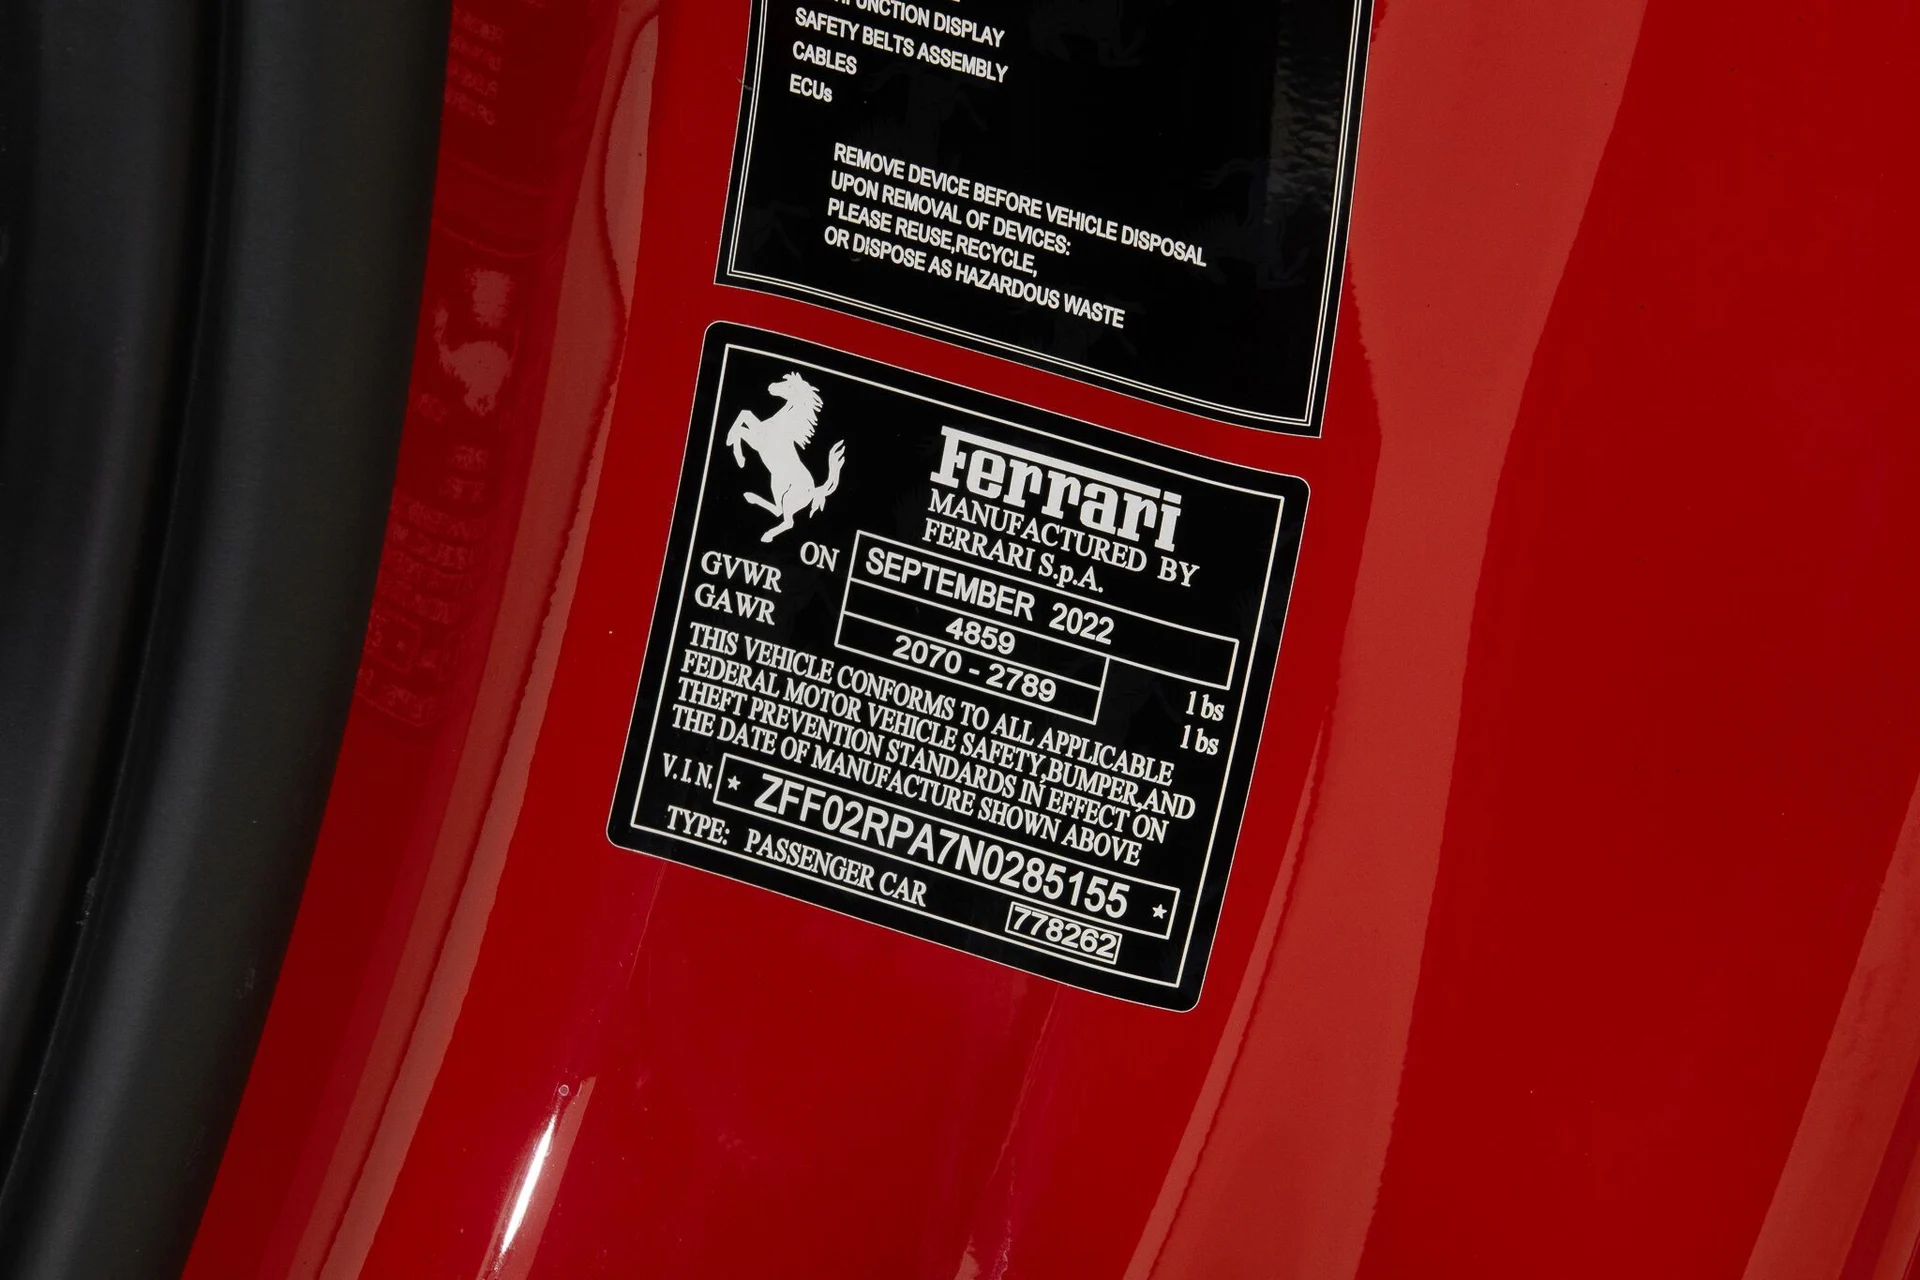 FUNCTION DISPLAY
SAFETY BELTS ASSEMBLY
CABLES
ECUs
REMOVE DEVICE BEFORE VEHICLE DISPOSAL
UPON REMOVAL OF DEVICES:
PLEASE REUSE,RECYCLE,
OR DISPOSE AS HAZARDOUS WASTE
Ferrari
MANUFACTURED BY
FERRARI S.p.A.
ON SEPTEMBER 2022
GVWR 4859 lbs
GAWR 2070 - 2789 lbs
THIS VEHICLE CONFORMS TO ALL APPLICABLE
FEDERAL MOTOR VEHICLE SAFETY,BUMPER,AND
THEFT PREVENTION STANDARDS IN EFFECT ON
THE DATE OF MANUFACTURE SHOWN ABOVE
V.I.N. * ZFF02RPA7N0285155 *
TYPE: PASSENGER CAR 778262